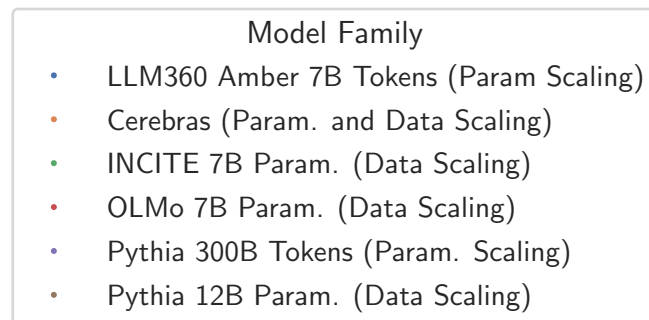 Model Family
LLM360 Amber 7B Tokens (Param Scaling)
Cerebras (Param. and Data Scaling)
INCITE 7B Param. (Data Scaling)
OLMo 7B Param. (Data Scaling)
Pythia 300B Tokens (Param. Scaling)
Pythia 12B Param. (Data Scaling)